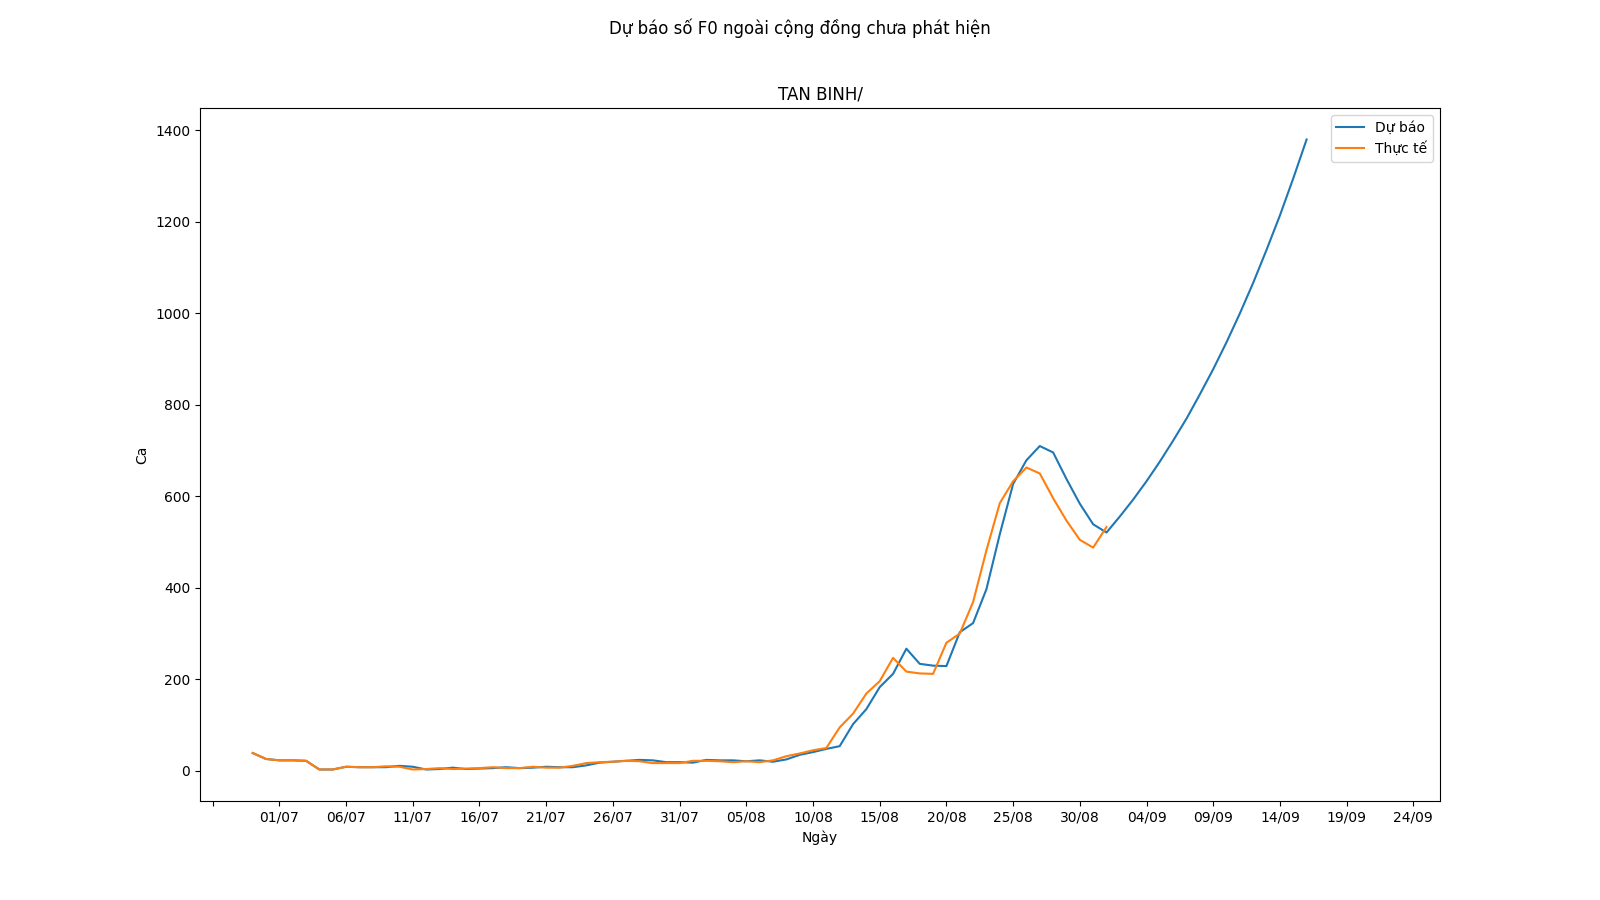 Dự báo số F0 ngoài cộng đồng chưa phát hiện
TAN BINH/
Dự báo
Thực tế
1400
1200
1000
800
600
400
200
0
Ca
01/07 06/07 11/07 16/07 21/07 26/07 31/07 05/08 10/08 15/08 20/08 25/08 30/08 04/09 09/09 14/09 19/09 24/09
Ngày